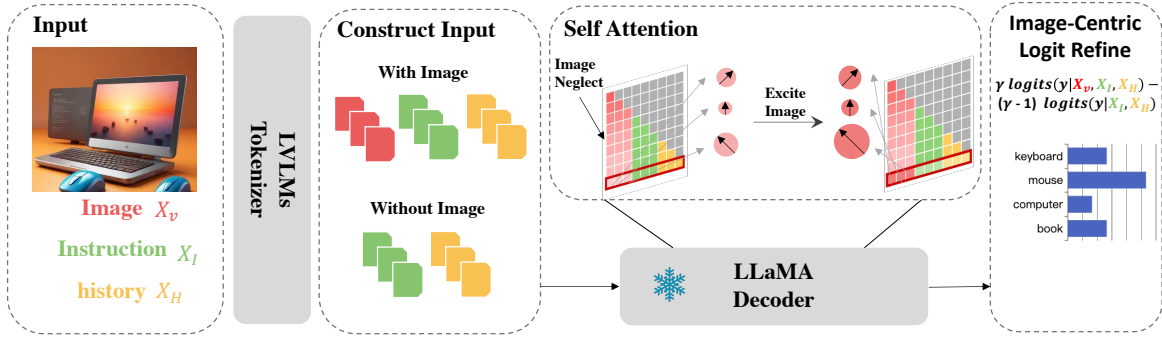 Input
Image X_v
Instruction X_I
history X_H
LVLMs
Tokenizer
Construct Input
With Image
Without Image
Self Attention
Image
Neglect
Excite
Image
LLaMA
Decoder
Image-Centric
Logit Refine
γ logits(y|X_v, X_I, X_H) −
(γ - 1) logits(y|X_I, X_H)
keyboard
mouse
computer
book